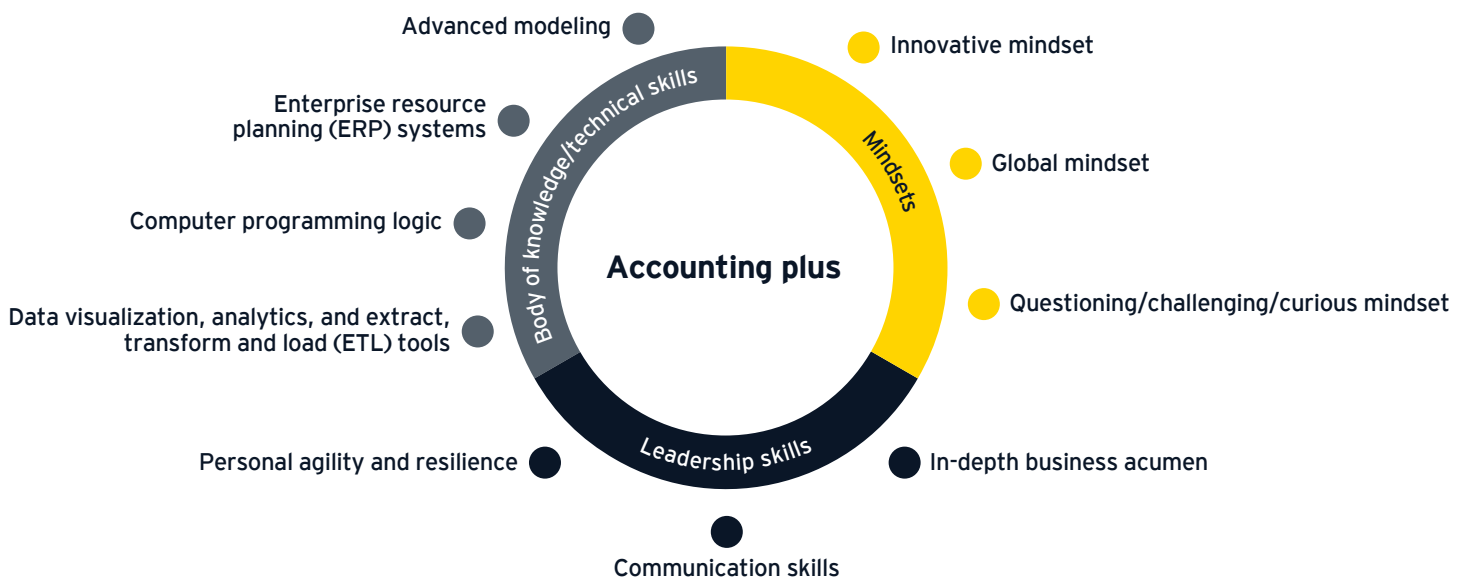 Advanced modeling
Innovative mindset
Enterprise resource
planning (ERP) systems
Body of knowledge/technical skills
Mindsets
Global mindset
Computer programming logic
Accounting plus
Questioning/challenging/curious mindset
Data visualization, analytics, and extract,
transform and load (ETL) tools
Leadership skills
Personal agility and resilience
In-depth business acumen
Communication skills